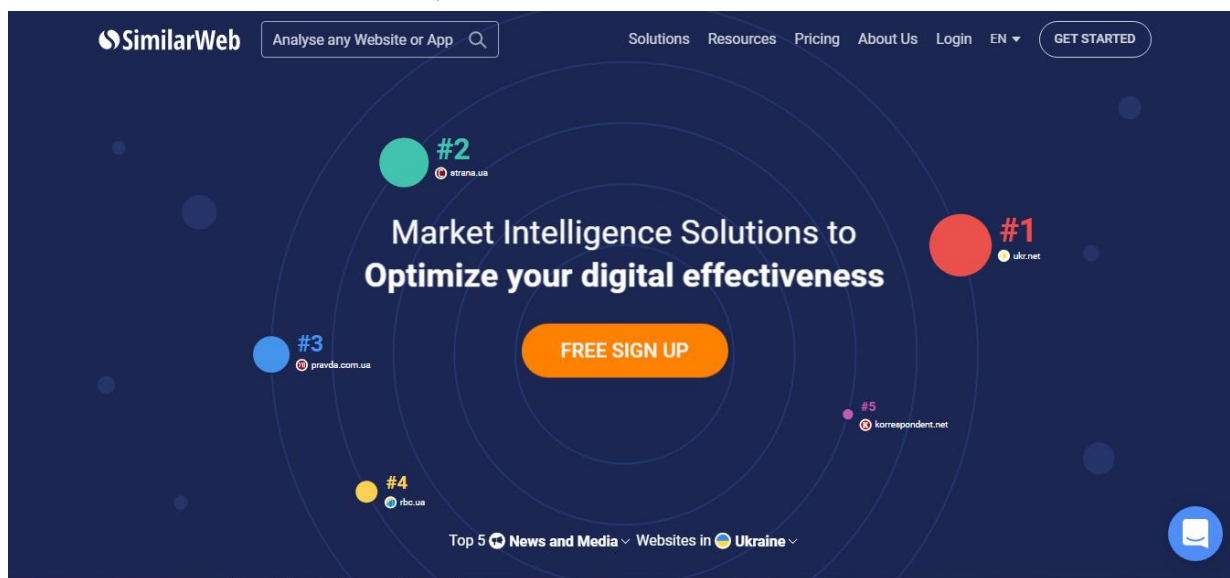 SimilarWeb
Analyse any Website or App
Solutions Resources Pricing About Us Login EN GET STARTED
#2
strana.ua
#1
ukr.net
Market Intelligence Solutions to
Optimize your digital effectiveness
#3
pravda.com.ua
FREE SIGN UP
#5
korrespondent.net
#4
rbc.ua
Top 5 News and Media Websites in Ukraine